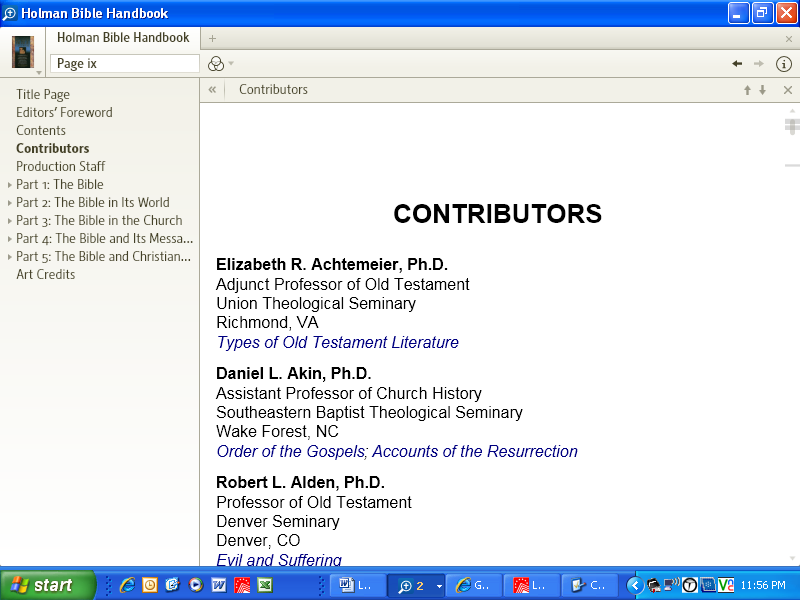 Holman Bible Handbook
Holman Bible Handbook
Page ix
Contributors
Title Page
Editors' Foreword
Contents
Contributors
Production Staff
Part 1: The Bible
Part 2: The Bible in Its World
Part 3: The Bible in the Church
Part 4: The Bible and Its Messa...
Part 5: The Bible and Christian...
Art Credits
CONTRIBUTORS
Elizabeth R. Achtemeier, Ph.D.
Adjunct Professor of Old Testament
Union Theological Seminary
Richmond, VA
Types of Old Testament Literature
Daniel L. Akin, Ph.D.
Assistant Professor of Church History
Southeastern Baptist Theological Seminary
Wake Forest, NC
Order of the Gospels; Accounts of the Resurrection
Robert L. Alden, Ph.D.
Professor of Old Testament
Denver Seminary
Denver, CO
Evil and Suffering
start
L..
2
G..
L..
C..
11:56 PM